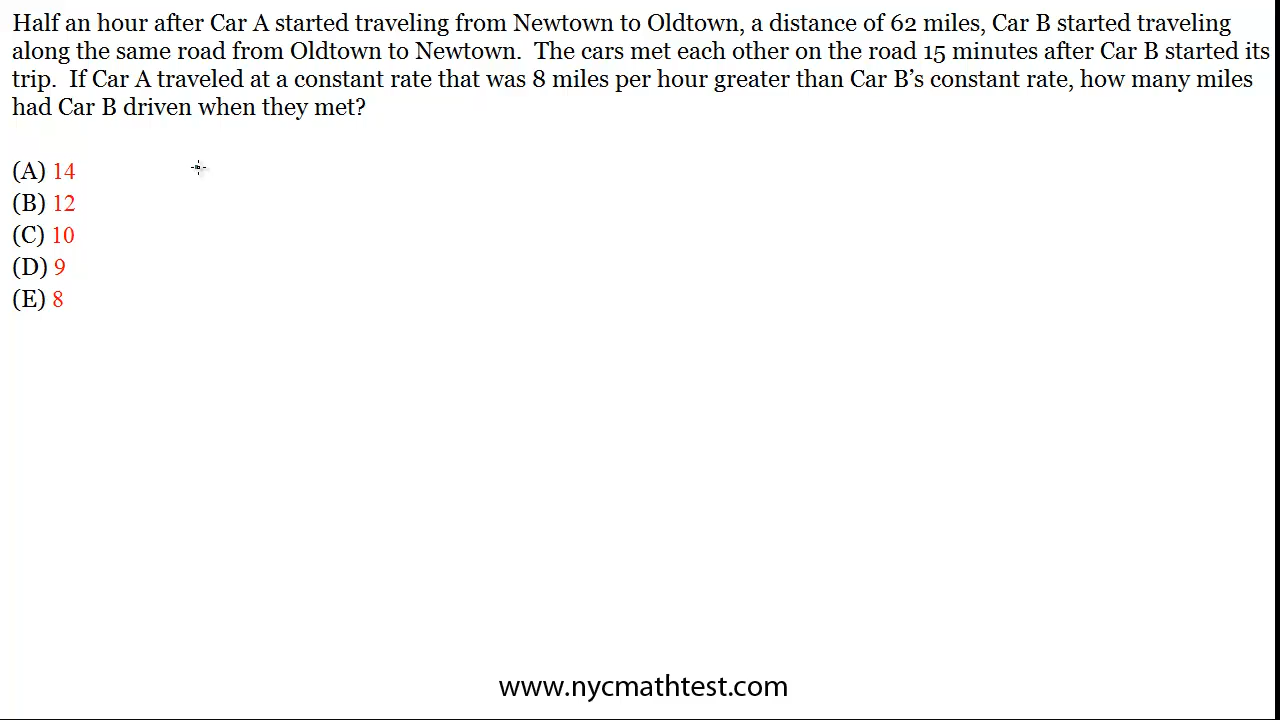 Half an hour after Car A started traveling from Newtown to Oldtown, a distance of 62 miles, Car B started traveling
along the same road from Oldtown to Newtown.  The cars met each other on the road 15 minutes after Car B started its
trip.  If Car A traveled at a constant rate that was 8 miles per hour greater than Car B’s constant rate, how many miles
had Car B driven when they met?
(A) 14
(B) 12
(C) 10
(D) 9
(E) 8
www.nycmathtest.com